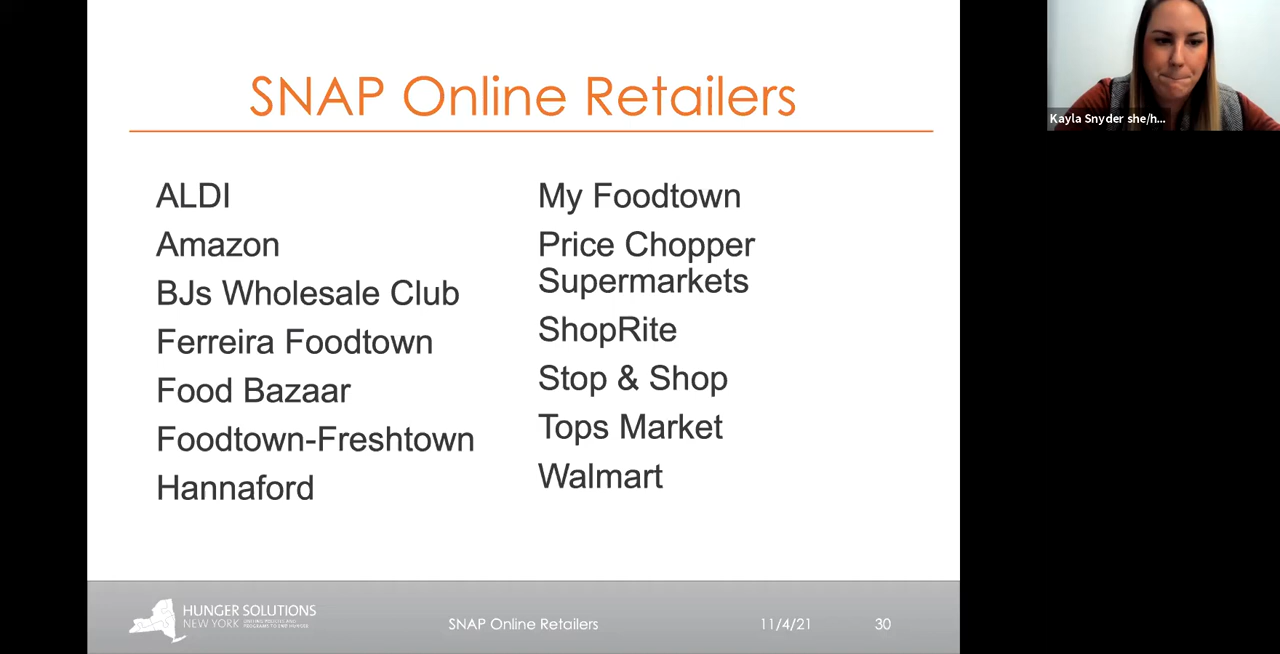 SNAP Online Retailers
ALDI
Amazon
BJs Wholesale Club
Ferreira Foodtown
Food Bazaar
Foodtown-Freshtown
Hannaford
My Foodtown
Price Chopper
Supermarkets
ShopRite
Stop & Shop
Tops Market
Walmart
Kayla Snyder she/h...
HUNGER SOLUTIONS
NEW YORK
SNAP Online Retailers
11/4/21
30